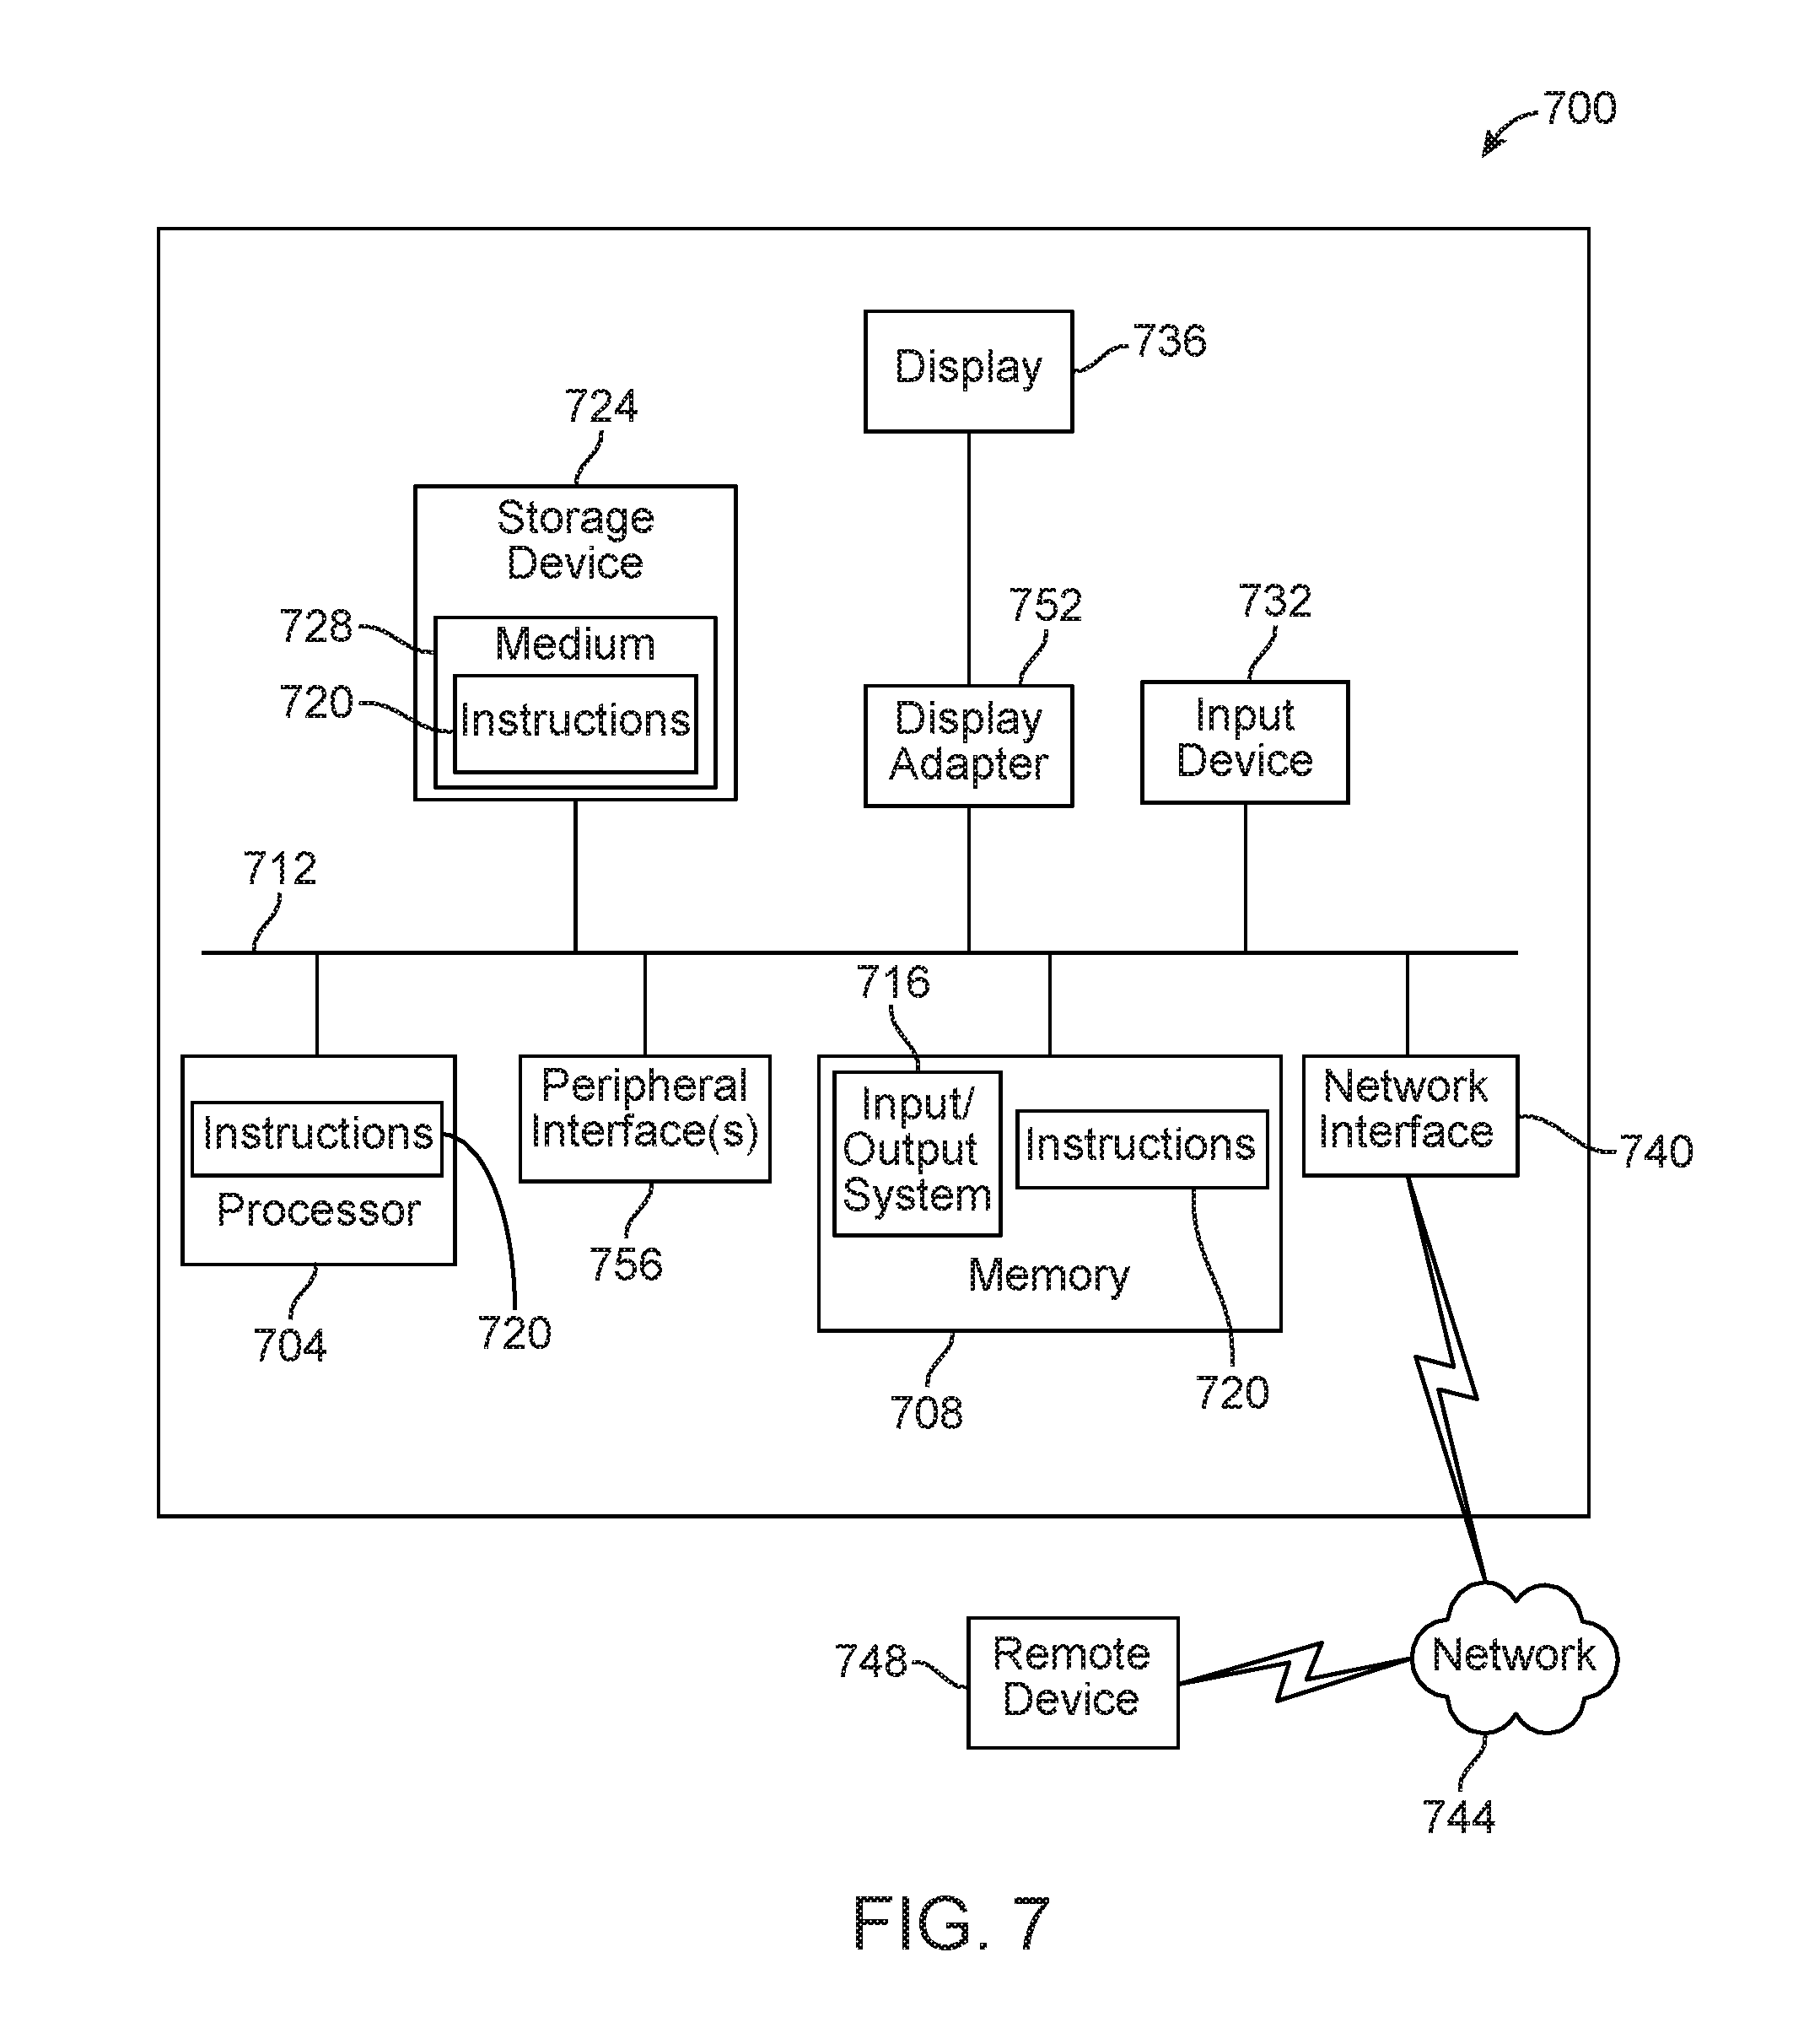 700
Display
736
724
Storage
Device
728
Medium
720
Instructions
752
Display
Adapter
732
Input
Device
712
716
Instructions
Processor
704
720
Peripheral
Interface(s)
756
Input/
Output
System
Instructions
Memory
708
720
Network
Interface
740
748
Remote
Device
Network
744
FIG. 7